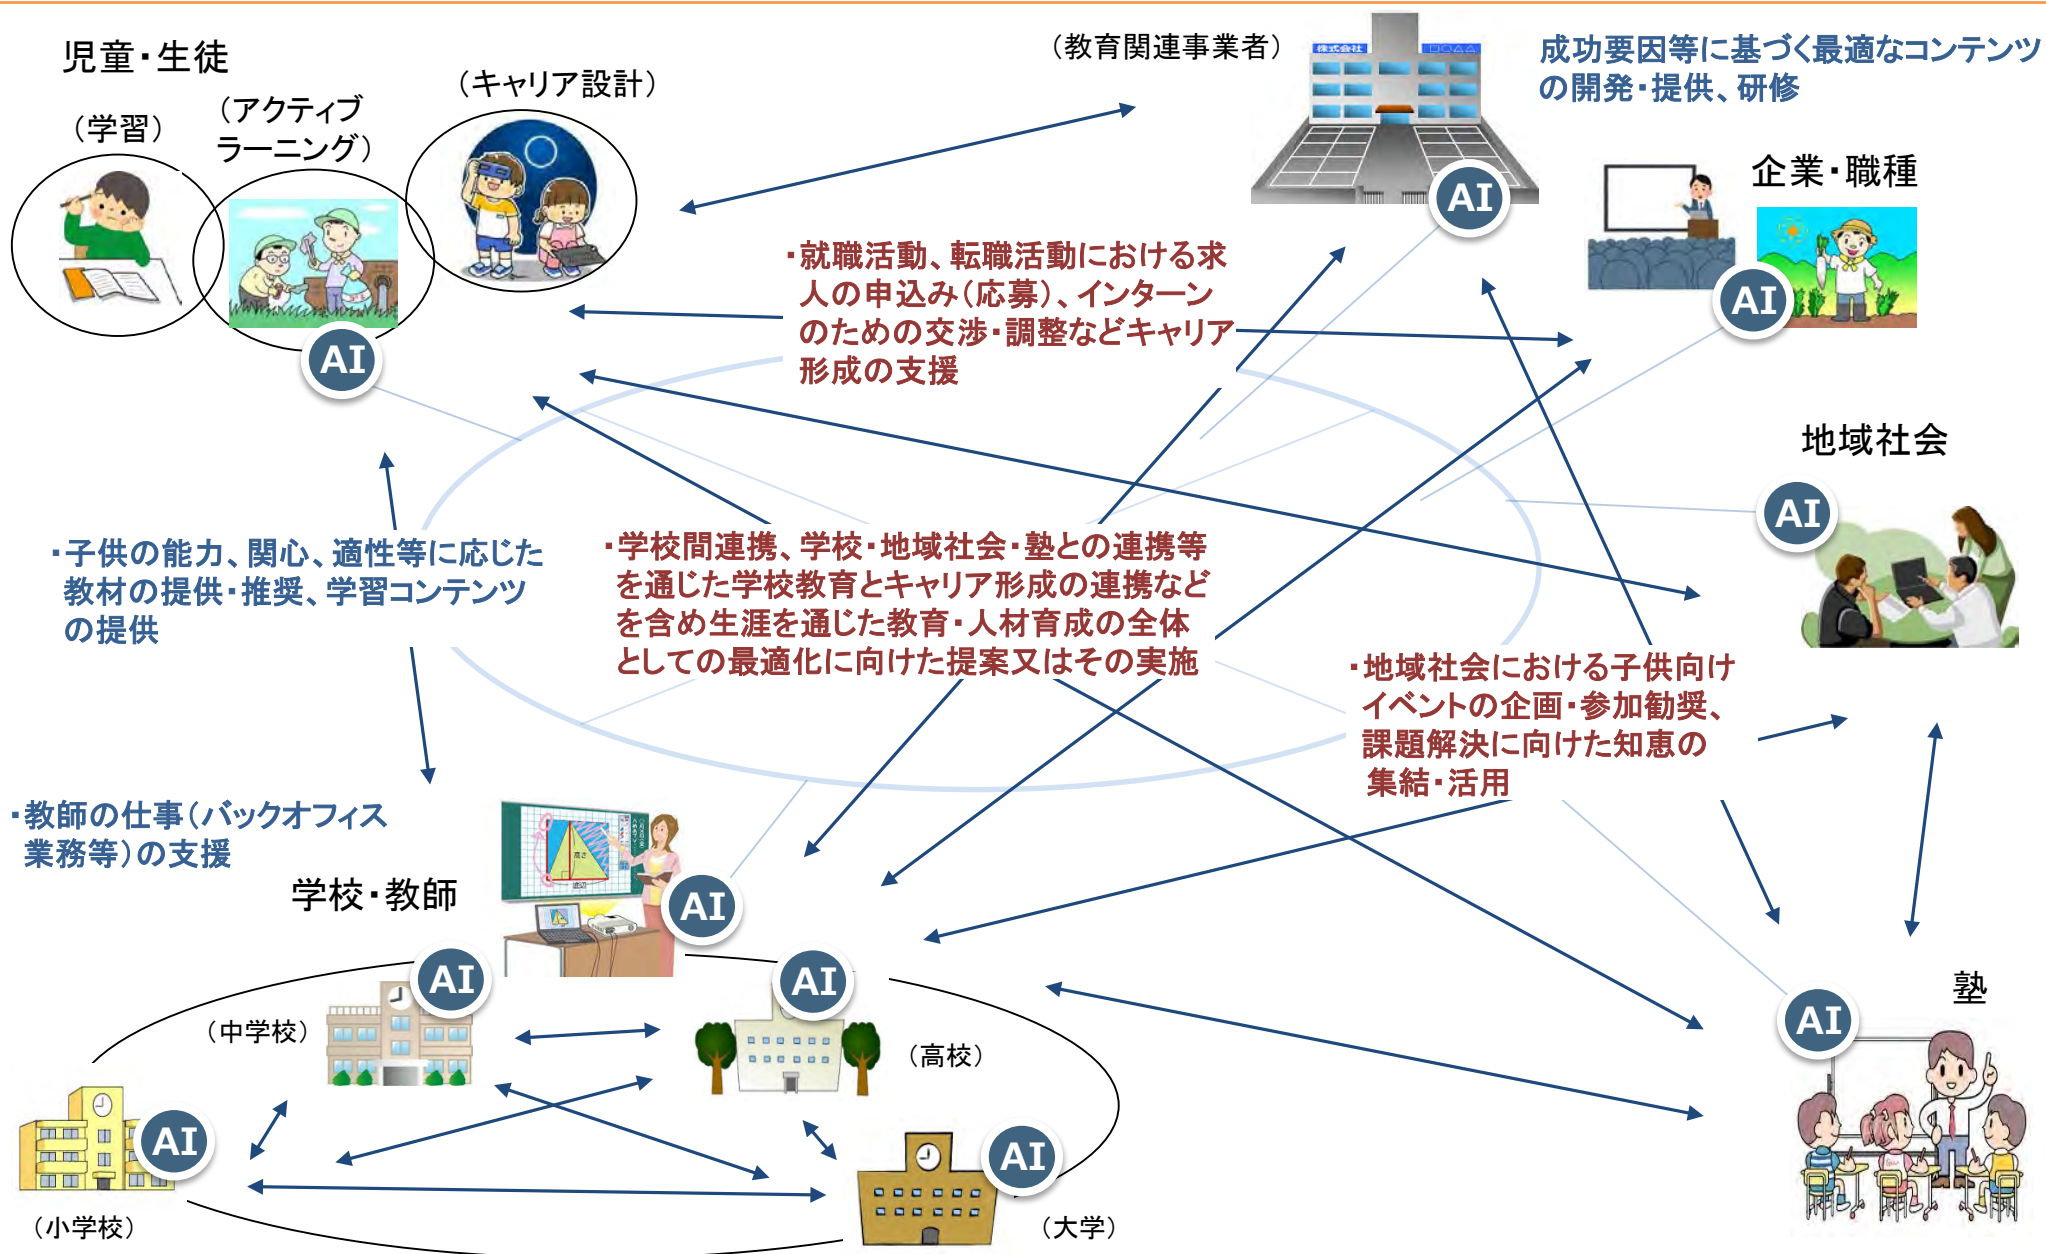 児童・生徒
（学習）
（アクティブ
ラーニング）
（キャリア設計）
（教育関連事業者）
株式会社
□○△△
成功要因等に基づく最適なコンテンツ
の開発・提供、研修
企業・職種
AI
AI
AI
・就職活動、転職活動における求
人の申込み（応募）、インターン
のための交渉・調整などキャリア
形成の支援
地域社会
AI
・子供の能力、関心、適性等に応じた
教材の提供・推奨、学習コンテンツ
の提供
・学校間連携、学校・地域社会・塾との連携等
を通じた学校教育とキャリア形成の連携など
を含め生涯を通じた教育・人材育成の全体
としての最適化に向けた提案又はその実施
・地域社会における子供向け
イベントの企画・参加勧奨、
課題解決に向けた知恵の
集結・活用
・教師の仕事（バックオフィス
業務等）の支援
学校・教師
高さ
底辺
AI
AI
AI
（中学校）
（高校）
塾
AI
AI
AI
（小学校）
（大学）